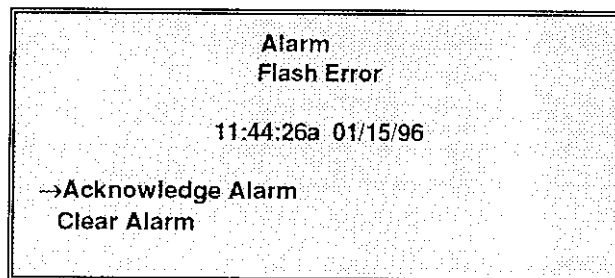 Alarm
Flash Error
11:44:26a 01/15/96
→Acknowledge Alarm
Clear Alarm